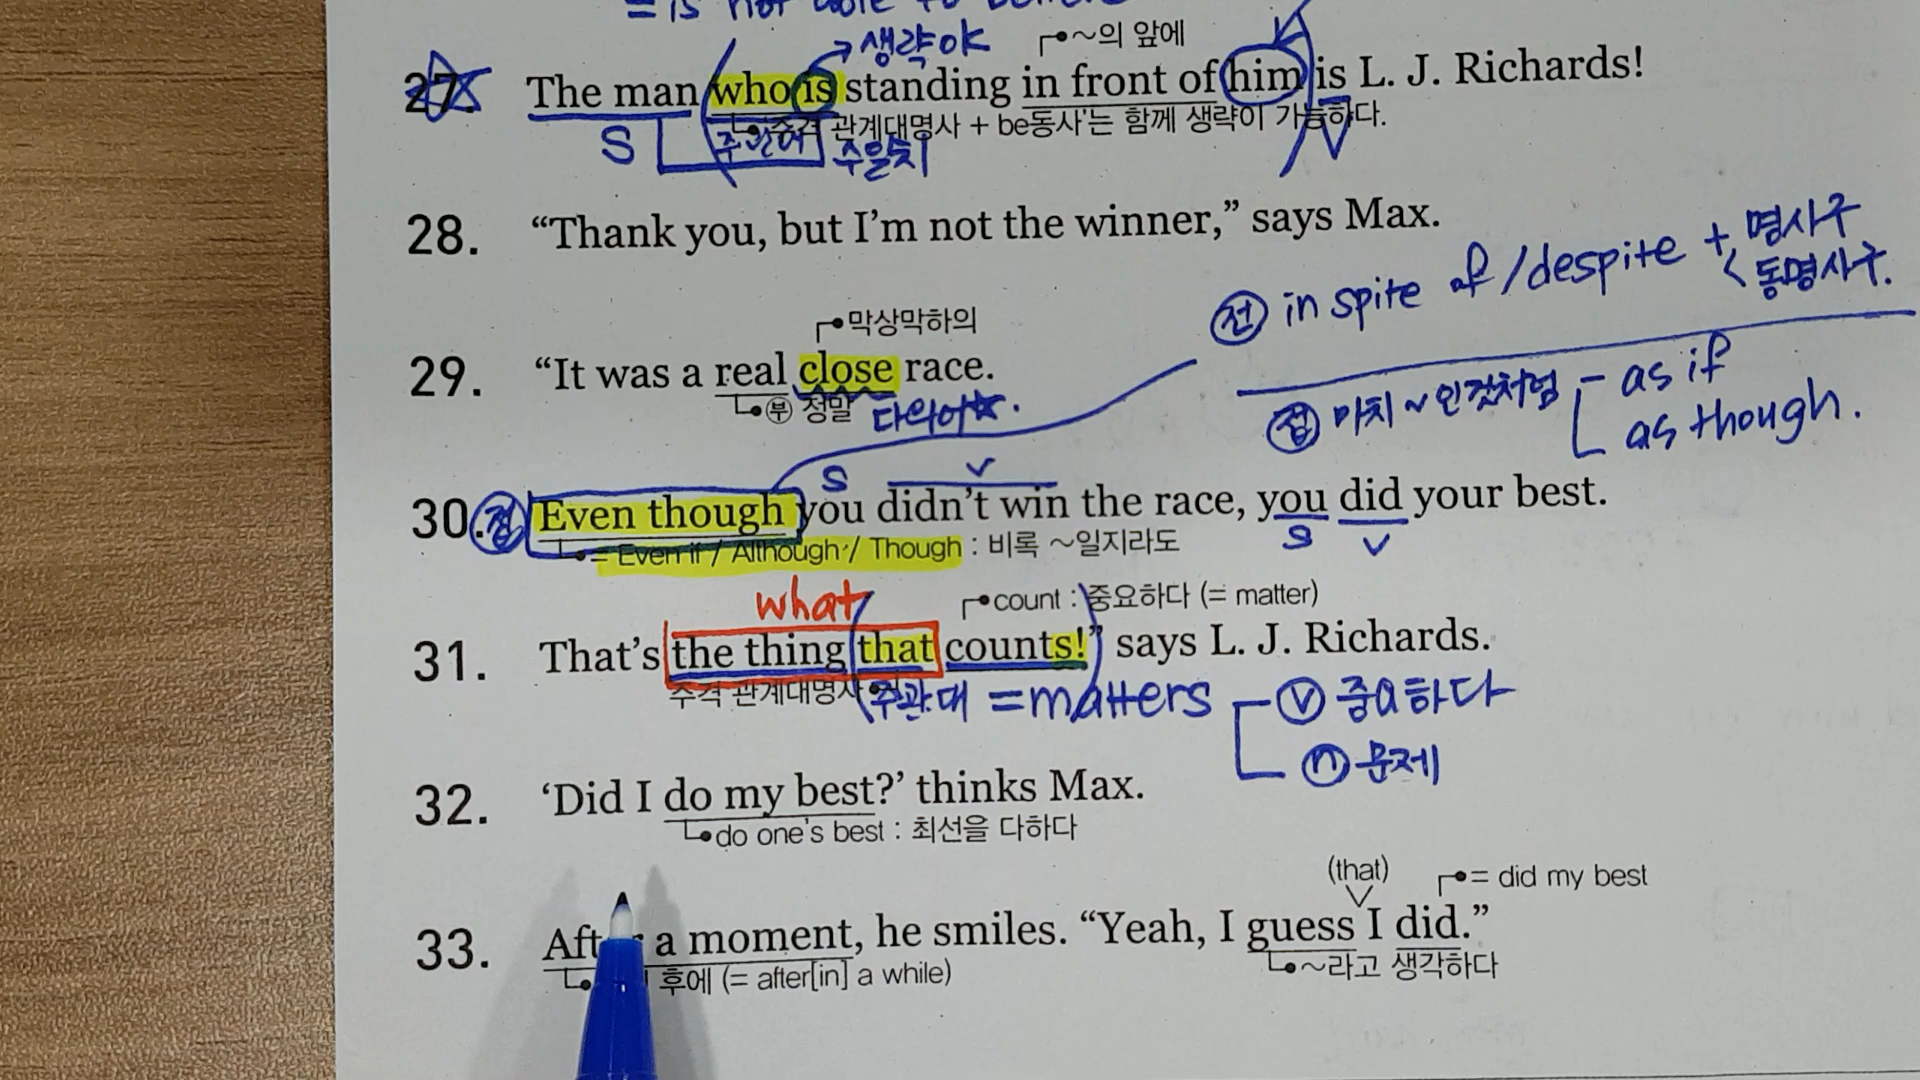 = is not able to
생략OK ~의 앞에
27. The man who is standing in front of him is L. J. Richards!
주격 관계대명사 + be동사'는 함께 생략이 가능하다.
S 수일치 V
28. “Thank you, but I’m not the winner,” says Max.
전 in spite of / despite + 명사구
동명사구.
막상막하의
29. “It was a real close race.
부 정말 다의어☆.
접 마치 ~인것처럼 as if
as though.
S V
30. 접 Even though you didn’t win the race, you did your best.
= Even if / Although / Though : 비록 ~일지라도 S V
what count : 중요하다 (= matter)
31. That’s the thing that counts!” says L. J. Richards.
주격 관계대명사 주관대 = matters v 중요하다
n 문제
32. ‘Did I do my best?’ thinks Max.
do one's best : 최선을 다하다
(that) = did my best
33. After a moment, he smiles. “Yeah, I guess I did.”
후에 (= after[in] a while) ~라고 생각하다